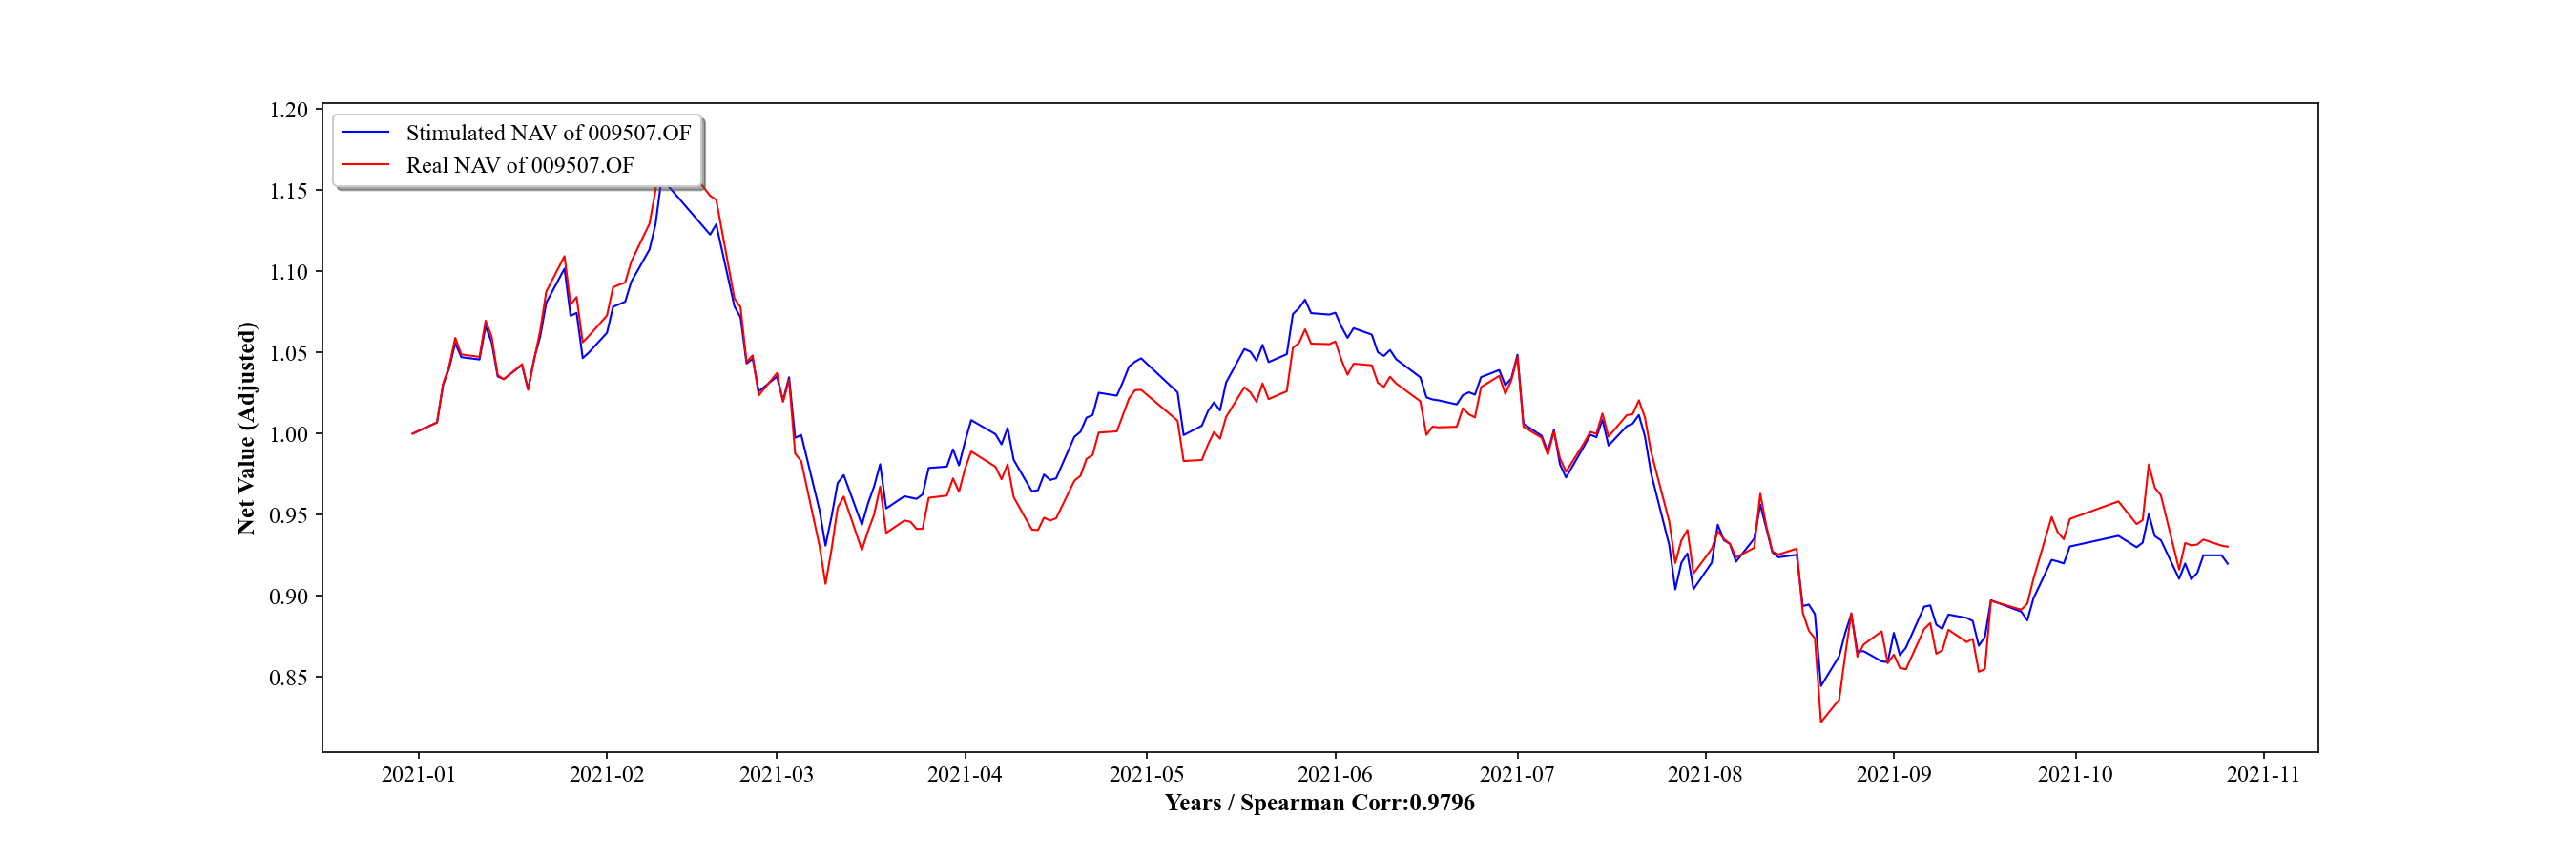 Stimulated NAV of 009507.OF
Real NAV of 009507.OF
1.20
1.15
1.10
1.05
1.00
0.95
0.90
0.85
Net Value (Adjusted)
2021-01 2021-02 2021-03 2021-04 2021-05 2021-06 2021-07 2021-08 2021-09 2021-10 2021-11
Years / Spearman Corr:0.9796